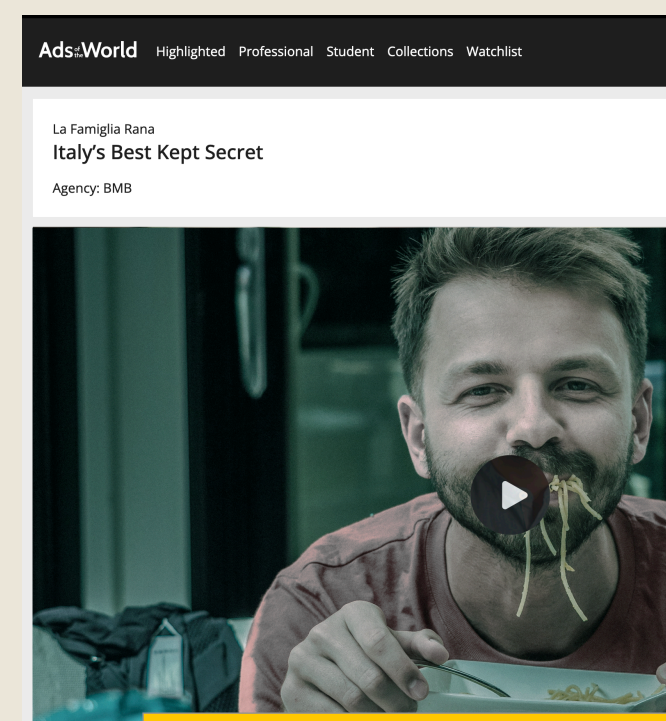 Ads of the World Highlighted Professional Student Collections Watchlist
La Famiglia Rana
Italy’s Best Kept Secret
Agency: BMB